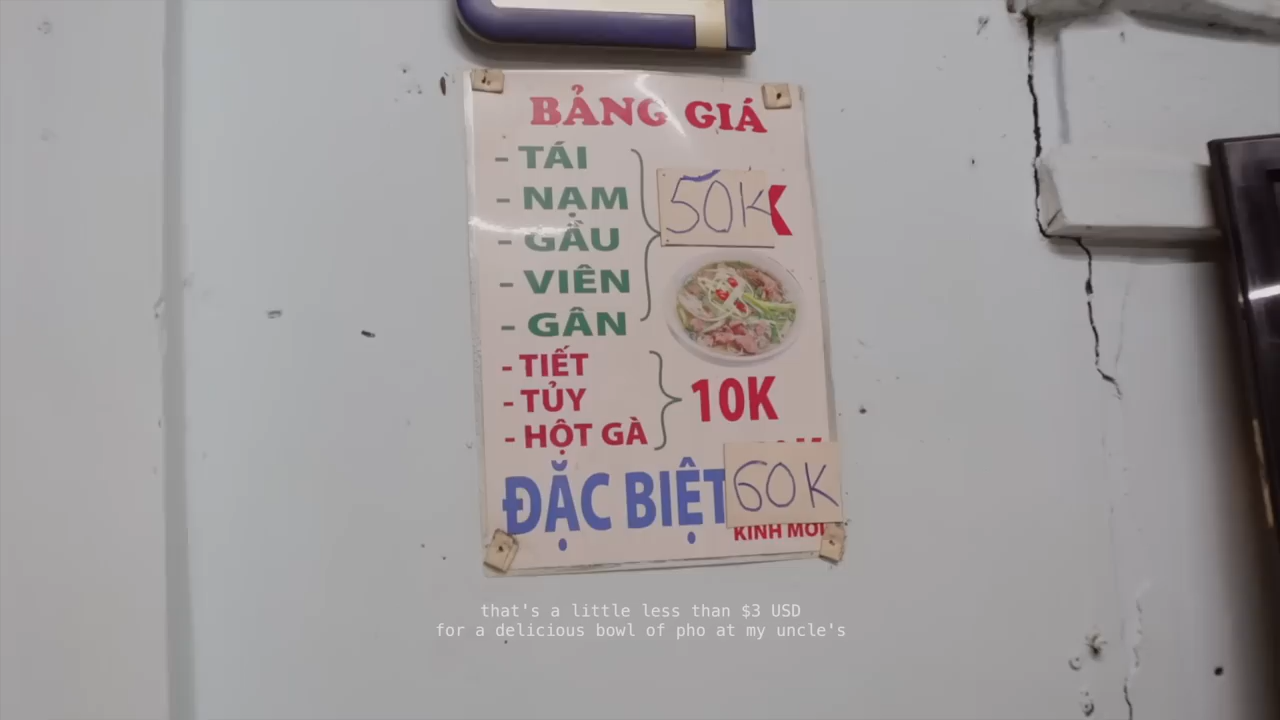 BẢNG GIÁ
- TÁI
- NẠM
- GẦU
- VIÊN
- GÂN
50K
- TIẾT
- TỦY
- HỘT GÀ
10K
ĐẶC BIỆT
60K
KÍNH MỜI
that's a little less than $3 USD
for a delicious bowl of pho at my uncle's